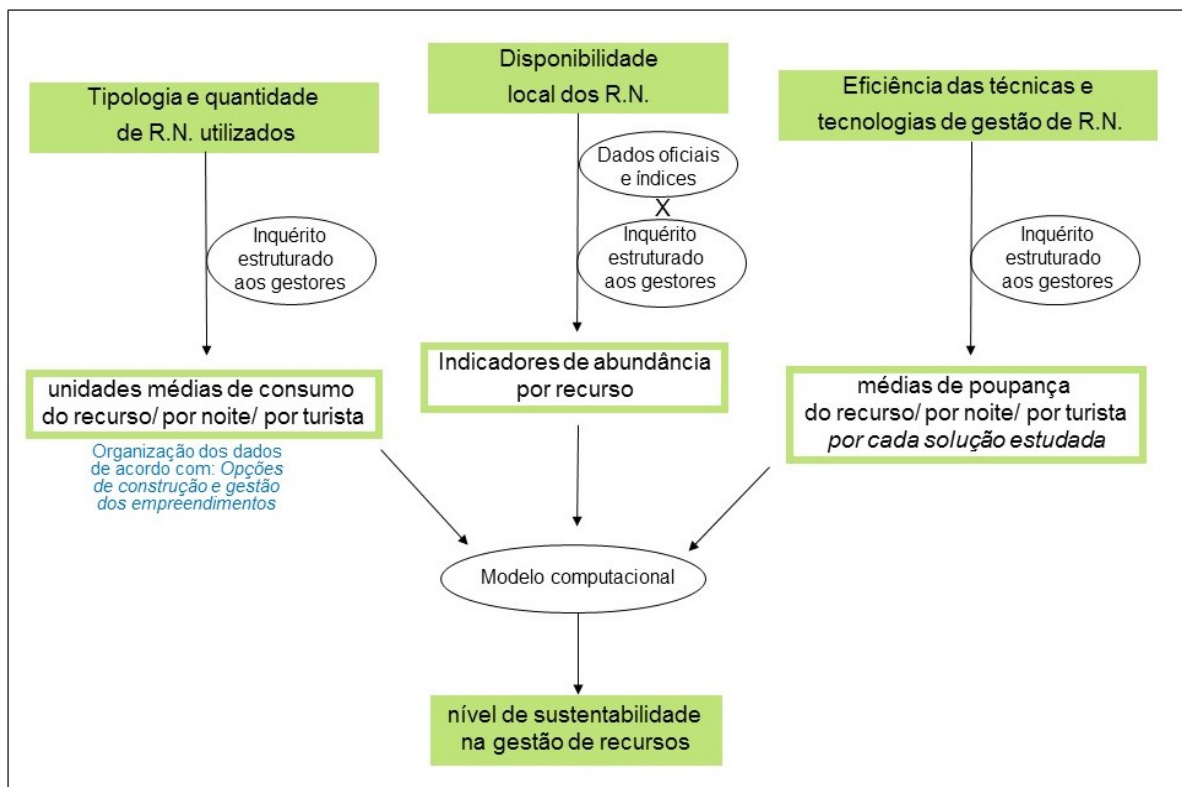 Tipologia e quantidade
de R.N. utilizados
Disponibilidade
local dos R.N.
Eficiência das técnicas e
tecnologias de gestão de R.N.
Dados oficiais
e índices
X
Inquérito
estruturado
aos gestores
Inquérito
estruturado
aos gestores
Inquérito
estruturado
aos gestores
unidades médias de consumo
do recurso/ por noite/ por turista
Organização dos dados
de acordo com: Opções
de construção e gestão
dos empreendimentos
Indicadores de abundância
por recurso
médias de poupança
do recurso/ por noite/ por turista
por cada solução estudada
Modelo computacional
nível de sustentabilidade
na gestão de recursos